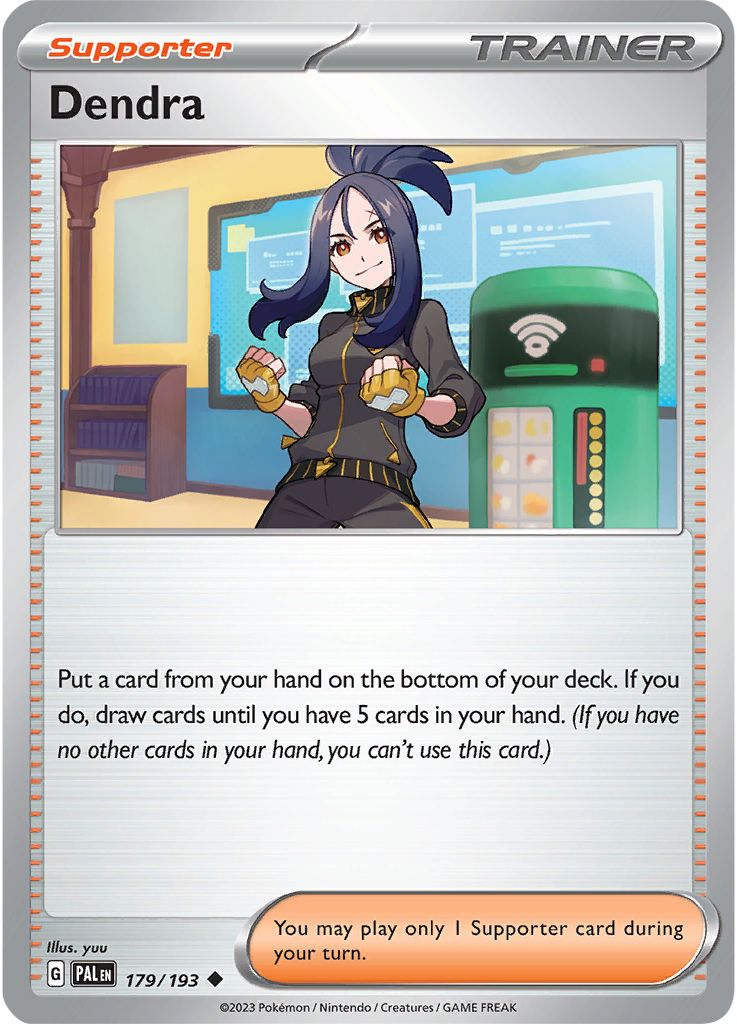 Supporter
TRAINER
Dendra
Put a card from your hand on the bottom of your deck. If you
do, draw cards until you have 5 cards in your hand. (If you have
no other cards in your hand, you can't use this card.)
You may play only 1 Supporter card during
your turn.
Illus. yuu
G PAL EN 179/193
©2023 Pokémon / Nintendo / Creatures / GAME FREAK